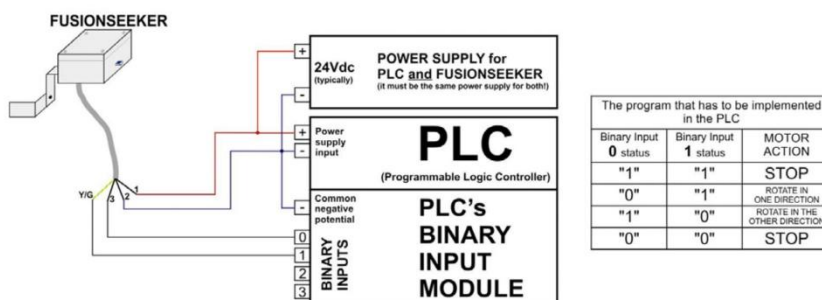 FUSIONSEEKER
Y/G
3
2
1
+
-
24Vdc
(typically)
POWER SUPPLY for
PLC and FUSIONSEEKER
(it must be the same power supply for both!)
+
-
Power
supply
input
PLC
(Programmable Logic Controller)
-
Common
negative
potential
0
1
2
3
BINARY
INPUTS
PLC's
BINARY
INPUT
MODULE
The program that has to be implemented
in the PLC
Binary Input
0 status
Binary Input
1 status
MOTOR
ACTION
"1" "1" STOP
"0" "1" ROTATE IN
ONE DIRECTION
"1" "0" ROTATE IN THE
OTHER DIRECTION
"0" "0" STOP